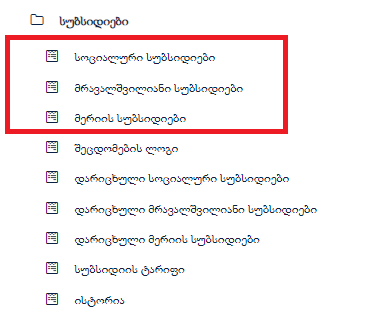 სუბსიდიები
სოციალური სუბსიდიები
მრავალშვილიანი სუბსიდიები
მერიის სუბსიდიები
შეცდომების ლოგი
დარიცხული სოციალური სუბსიდიები
დარიცხული მრავალშვილიანი სუბსიდიები
დარიცხული მერიის სუბსიდიები
სუბსიდიის ტარიფი
ისტორია